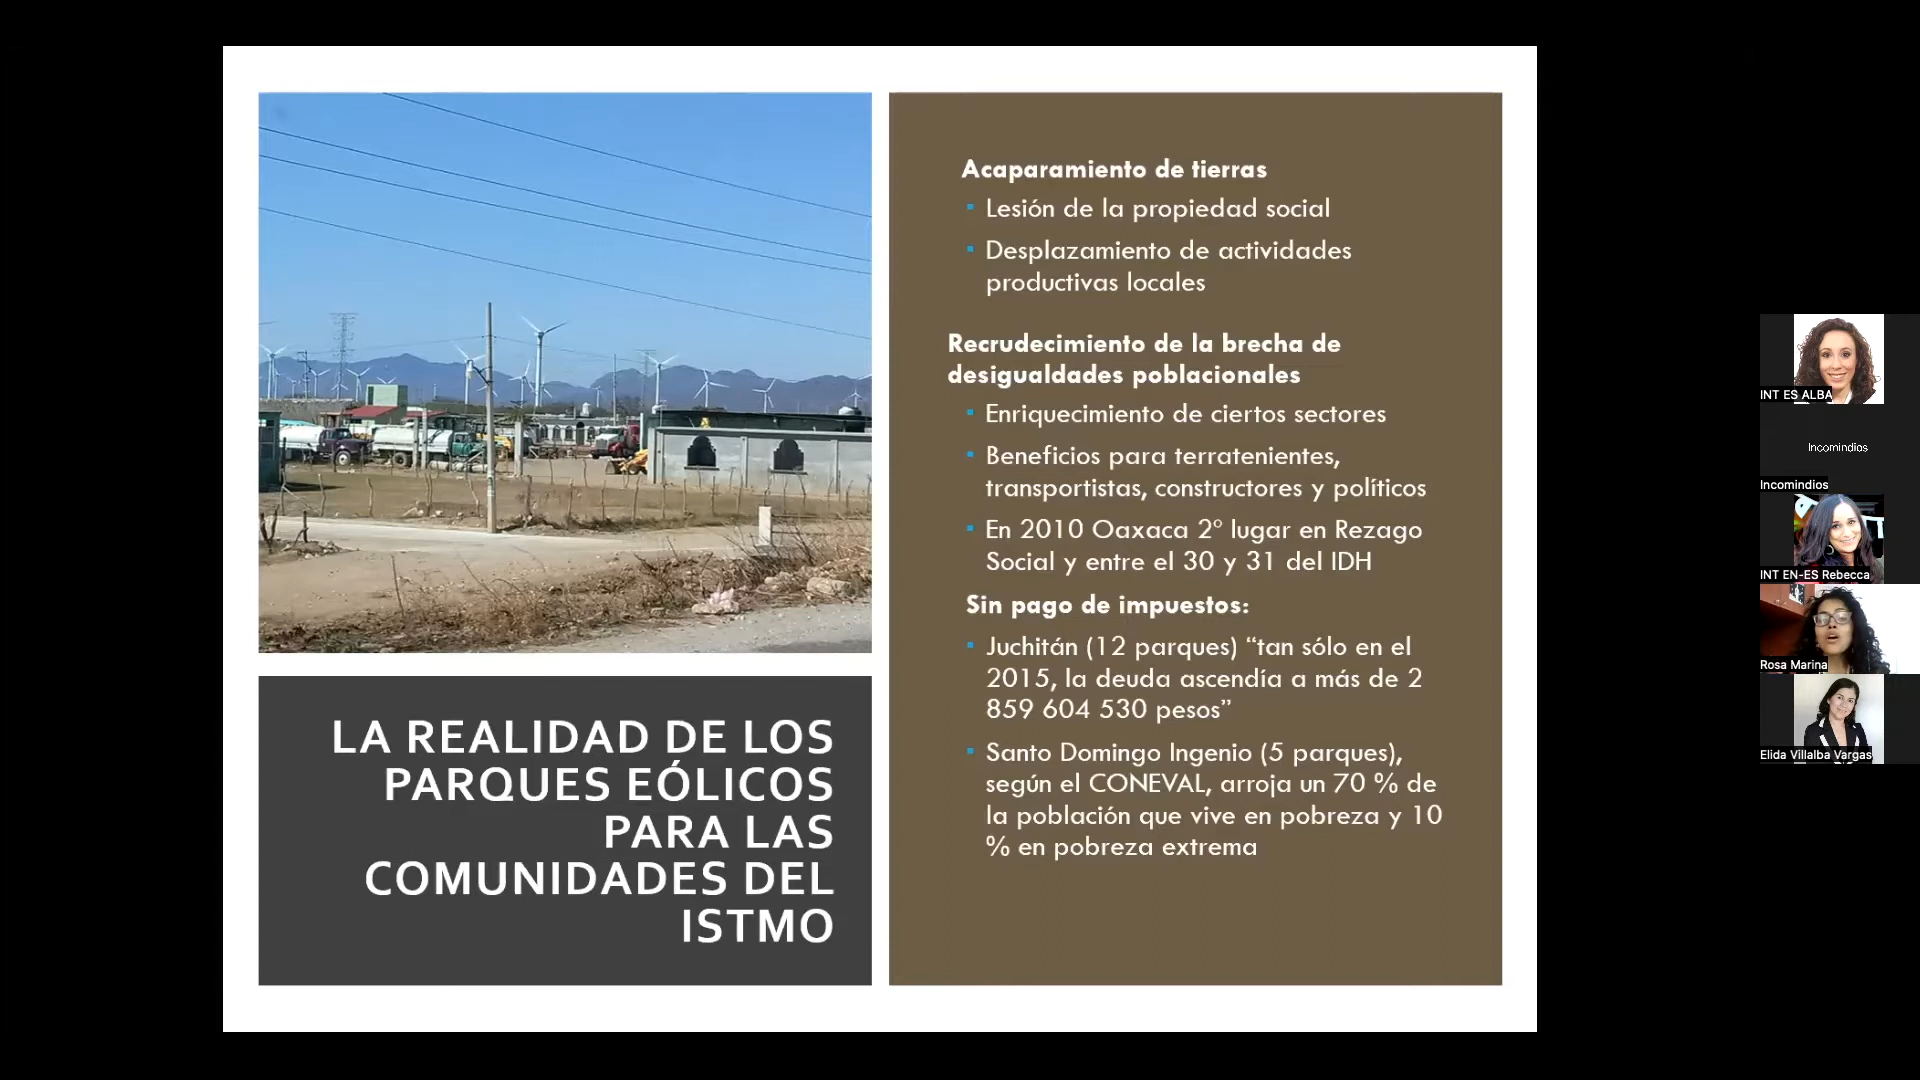 LA REALIDAD DE LOS
PARQUES EÓLICOS
PARA LAS
COMUNIDADES DEL
ISTMO
Acaparamiento de tierras
Lesión de la propiedad social
Desplazamiento de actividades
productivas locales
Recrudecimiento de la brecha de
desigualdades poblacionales
Enriquecimiento de ciertos sectores
Beneficios para terratenientes,
transportistas, constructores y políticos
En 2010 Oaxaca 2º lugar en Rezago
Social y entre el 30 y 31 del IDH
Sin pago de impuestos:
Juchitán (12 parques) “tan sólo en el
2015, la deuda ascendía a más de 2
859 604 530 pesos”
Santo Domingo Ingenio (5 parques),
según el CONEVAL, arroja un 70 % de
la población que vive en pobreza y 10
% en pobreza extrema
INT ES ALBA
Incomindios
Incomindios
INT EN-ES Rebecca
Rosa Marina
Elida Villalba Vargas